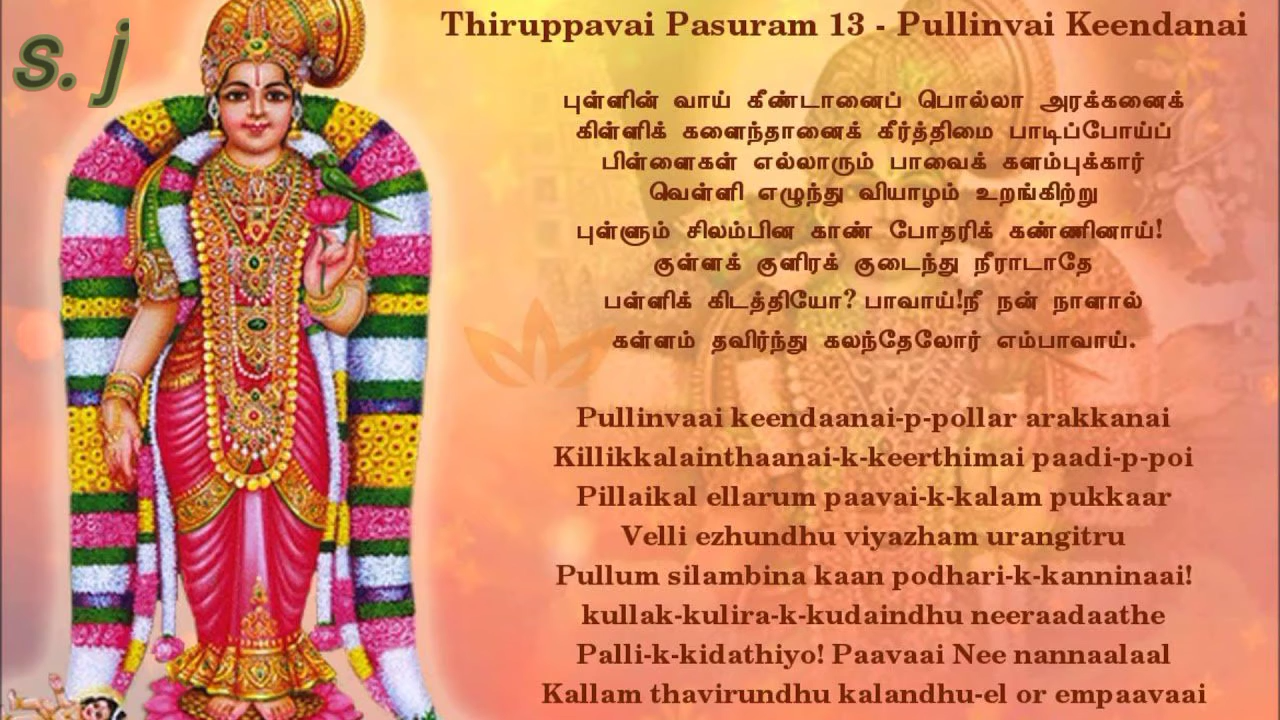 s. j
Thiruppavai Pasuram 13 - Pullinvai Keendanai
புள்ளின் வாய் கீண்டானைப் பொல்லா அரக்கனைக்
கிள்ளிக் களைந்தானைக் கீர்த்திமை பாடிப்போய்ப்
பிள்ளைகள் எல்லாரும் பாவைக் களம்புக்கார்
வெள்ளி எழுந்து வியாழம் உறங்கிற்று
புள்ளும் சிலம்பின காண் போதரிக் கண்ணினாய்!
குள்ளக் குளிரக் குடைந்து நீராடாதே
பள்ளிக் கிடத்தியோ? பாவாய்!நீ நன் நாளால்
கள்ளம் தவிர்ந்து கலந்தேலோர் எம்பாவாய்.
Pullinvaai keendaanai-p-pollar arakkanai
Killikkalainthaanai-k-keerthimai paadi-p-poi
Pillaikal ellarum paavai-k-kalam pukkaar
Velli ezhundhu viyazham urangitru
Pullum silambina kaan podhari-k-kanninaai!
kullak-kulira-k-kudaindhu neeraadaathe
Palli-k-kidathiyo! Paavaai Nee nannaalaal
Kallam thavirundhu kalandhu-el or empaavaai